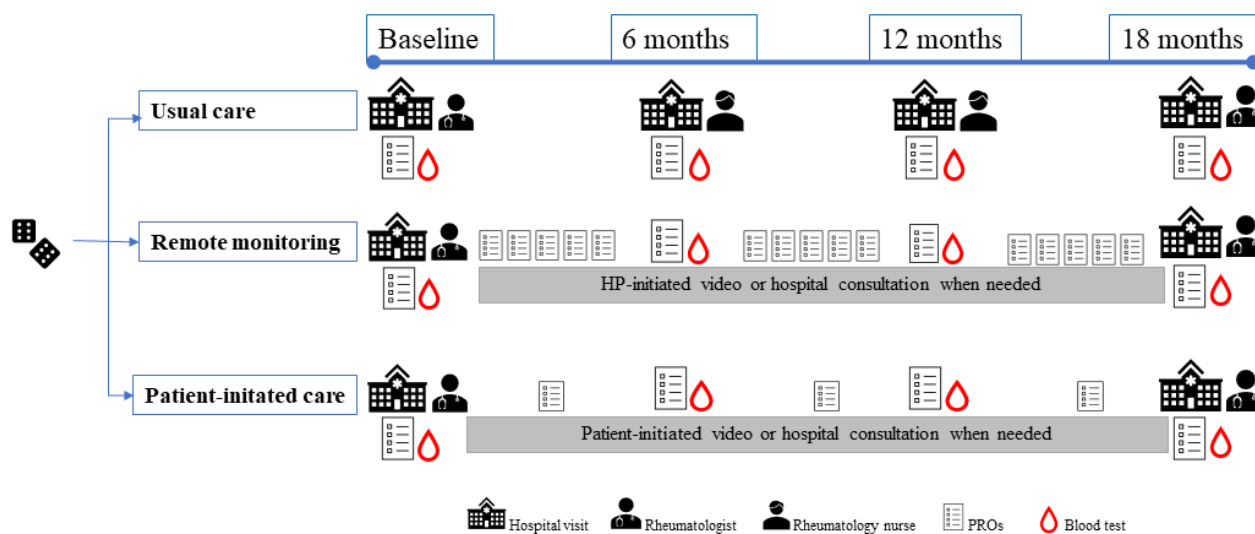 Baseline
6 months
12 months
18 months
Usual care
Remote monitoring
HP-initiated video or hospital consultation when needed
Patient-initated care
Patient-initiated video or hospital consultation when needed
Hospital visit
Rheumatologist
Rheumatology nurse
PROs
Blood test